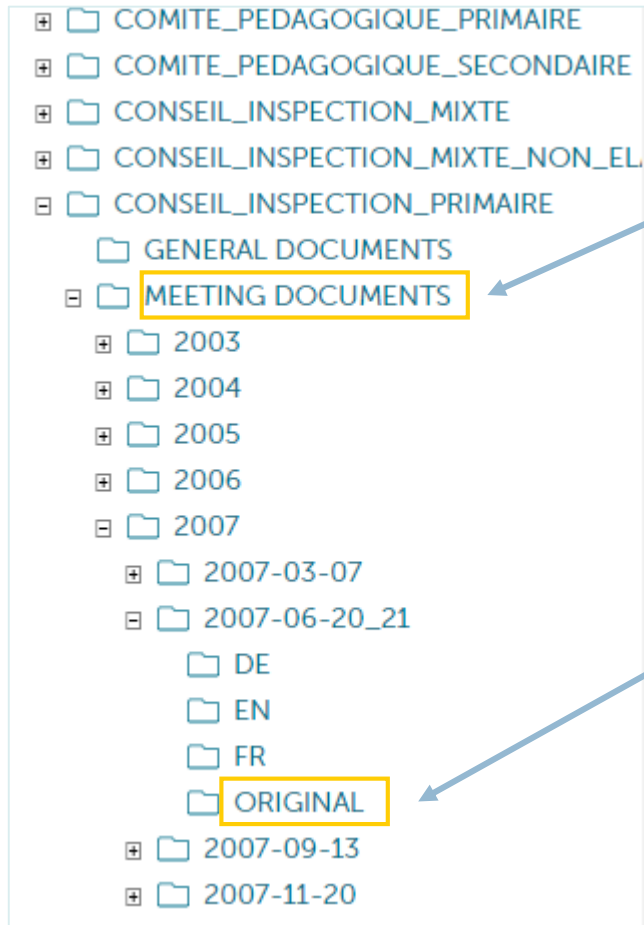 COMITE_PEDAGOGIQUE_PRIMAIRE
COMITE_PEDAGOGIQUE_SECONDAIRE
CONSEIL_INSPECTION_MIXTE
CONSEIL_INSPECTION_MIXTE_NON_EL
CONSEIL_INSPECTION_PRIMAIRE
GENERAL DOCUMENTS
MEETING DOCUMENTS
2003
2004
2005
2006
2007
2007-03-07
2007-06-20_21
DE
EN
FR
ORIGINAL
2007-09-13
2007-11-20